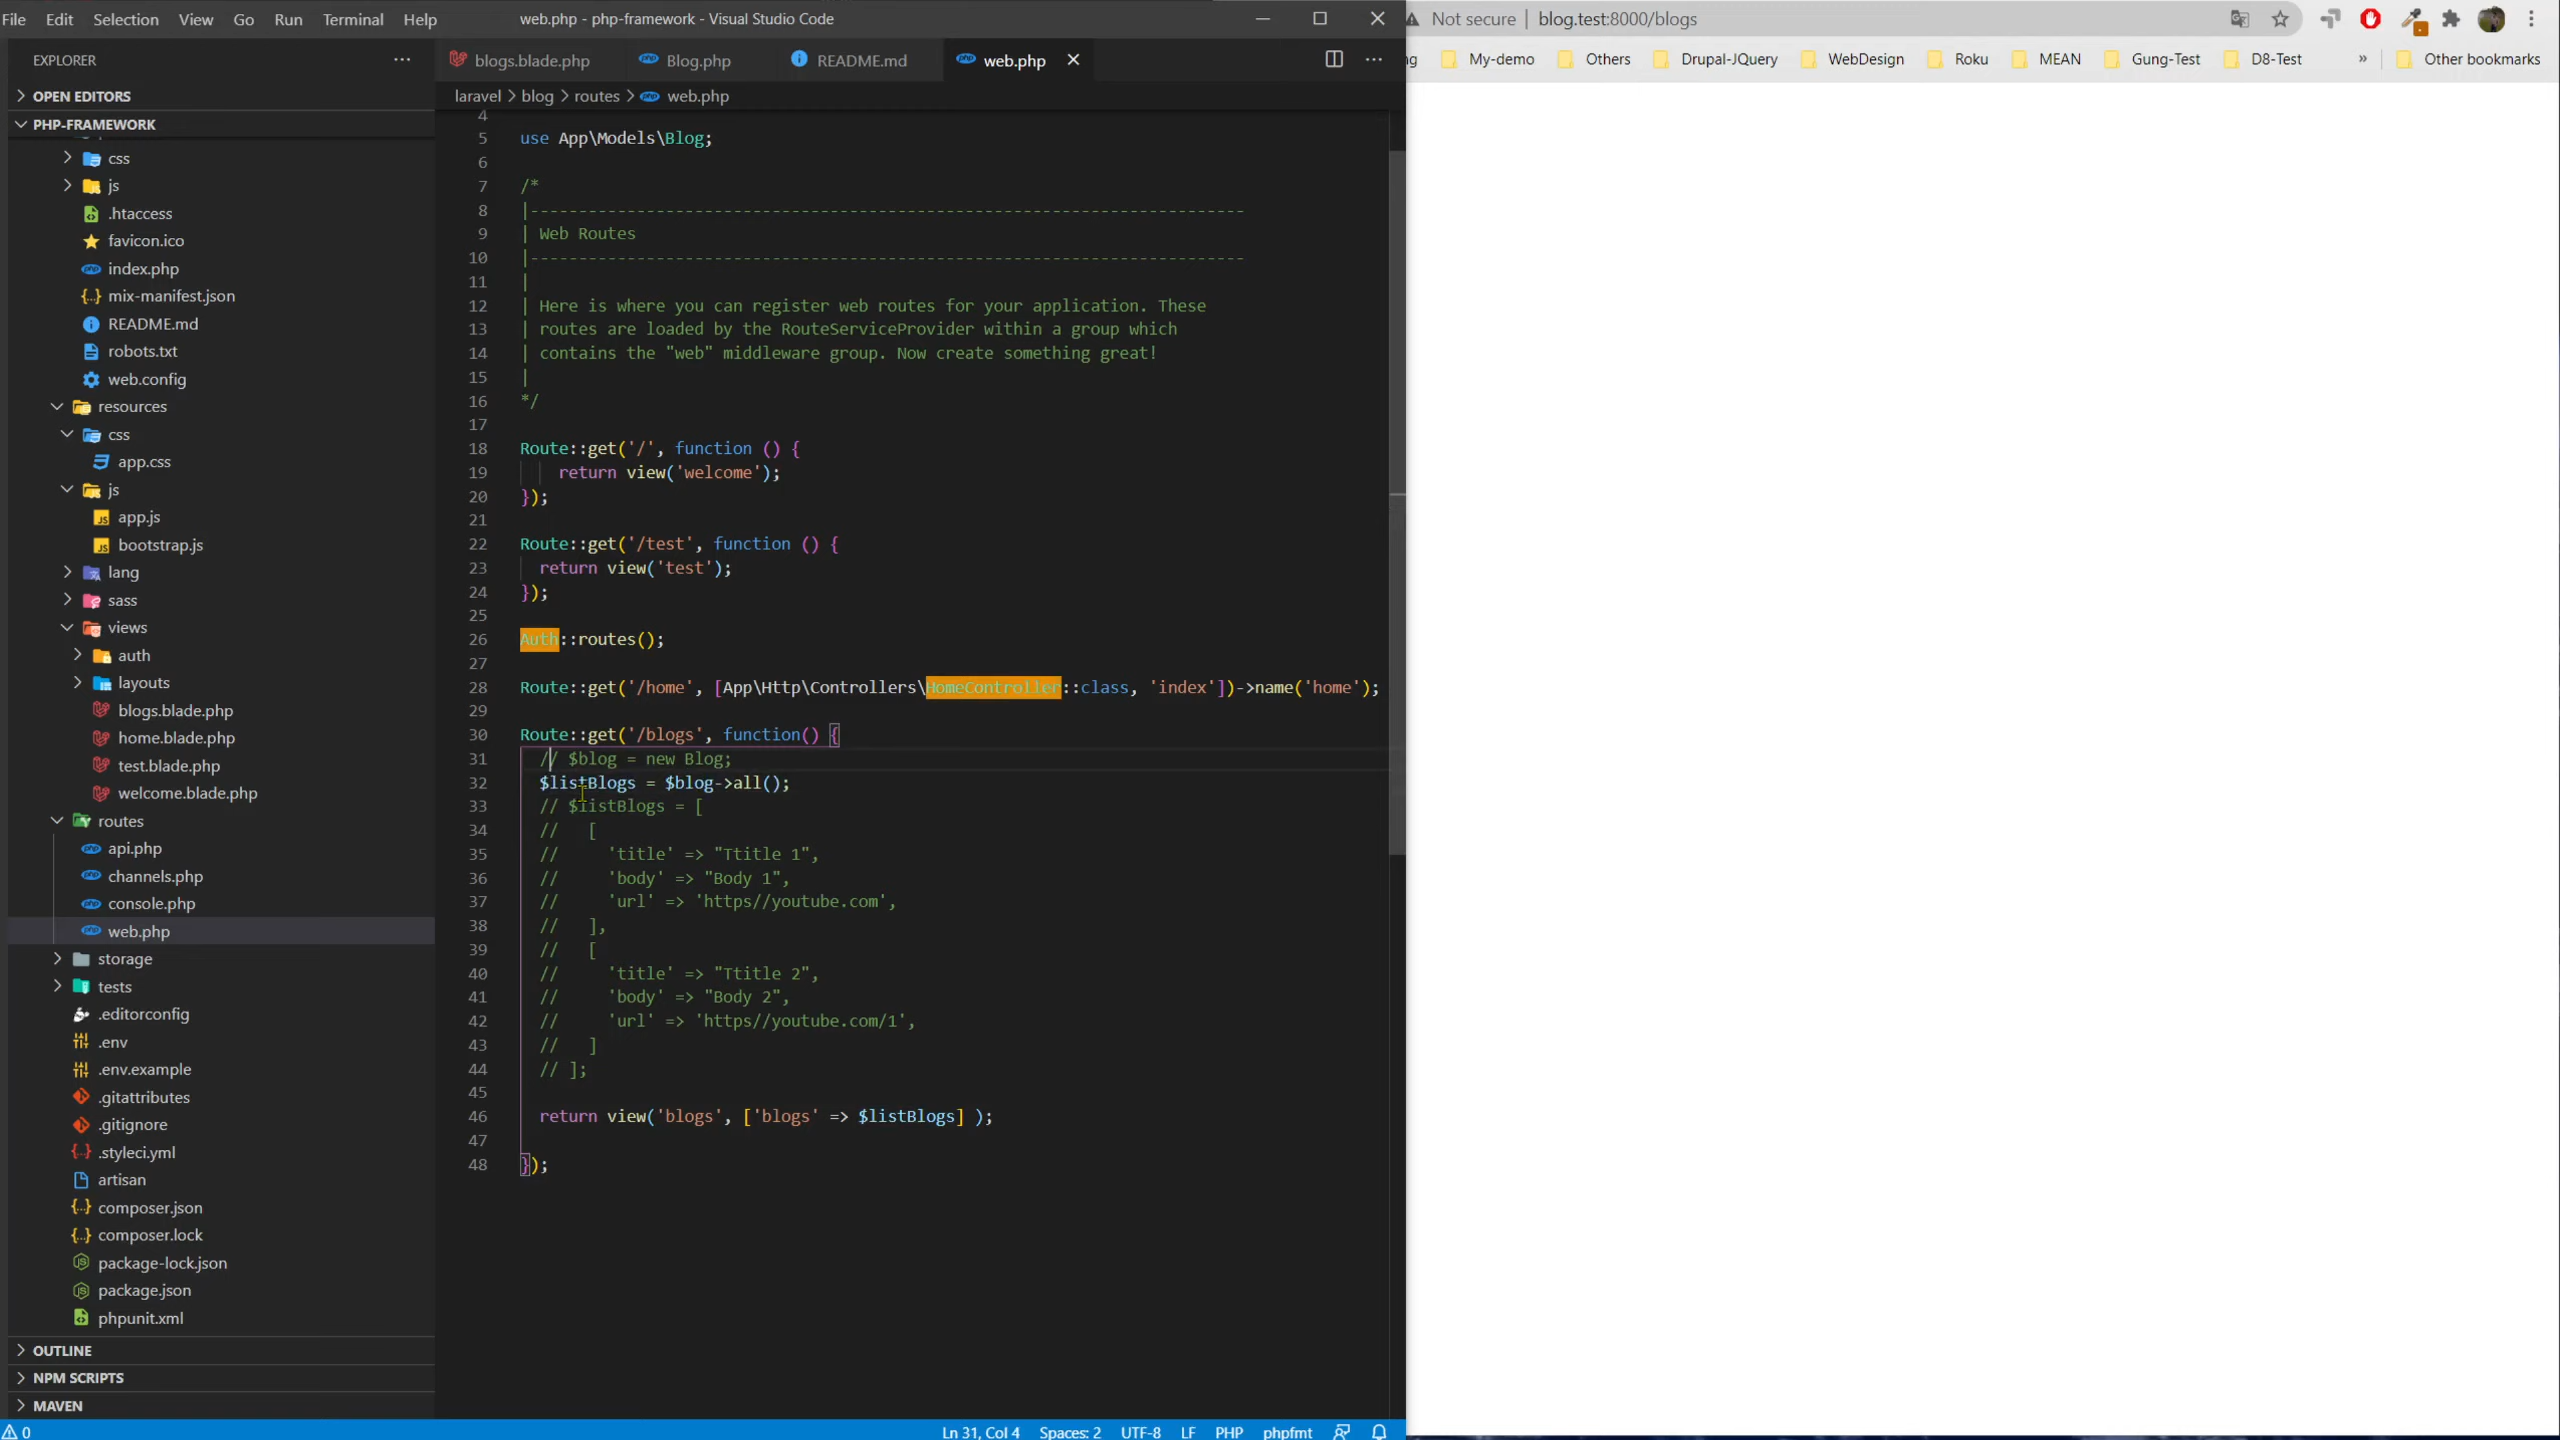 File Edit Selection View Go Run Terminal Help web.php - php-framework - Visual Studio Code
Not secure | blog.test:8000/blogs
EXPLORER
blogs.blade.php Blog.php README.md web.php
ng My-demo Others Drupal-JQuery WebDesign Roku MEAN Gung-Test D8-Test » Other bookmarks
OPEN EDITORS
laravel > blog > routes > web.php
PHP-FRAMEWORK
css
js
.htaccess
favicon.ico
index.php
mix-manifest.json
README.md
robots.txt
web.config
resources
css
app.css
js
app.js
bootstrap.js
lang
sass
views
auth
layouts
blogs.blade.php
home.blade.php
test.blade.php
welcome.blade.php
routes
api.php
channels.php
console.php
web.php
storage
tests
.editorconfig
.env
.env.example
.gitattributes
.gitignore
.styleci.yml
artisan
composer.json
composer.lock
package-lock.json
package.json
phpunit.xml
OUTLINE
NPM SCRIPTS
MAVEN
4
5 use App\Models\Blog;
6
7 /*
8 |--------------------------------------------------------------------------
9 | Web Routes
10 |--------------------------------------------------------------------------
11 |
12 | Here is where you can register web routes for your application. These
13 | routes are loaded by the RouteServiceProvider within a group which
14 | contains the "web" middleware group. Now create something great!
15 |
16 */
17
18 Route::get('/', function () {
19 return view('welcome');
20 });
21
22 Route::get('/test', function () {
23 return view('test');
24 });
25
26 Auth::routes();
27
28 Route::get('/home', [App\Http\Controllers\HomeController::class, 'index'])->name('home');
29
30 Route::get('/blogs', function() {
31 // $blog = new Blog;
32 $listBlogs = $blog->all();
33 // $listBlogs = [
34 // [
35 // 'title' => "Ttitle 1",
36 // 'body' => "Body 1",
37 // 'url' => 'https//youtube.com',
38 // ],
39 // [
40 // 'title' => "Ttitle 2",
41 // 'body' => "Body 2",
42 // 'url' => 'https//youtube.com/1',
43 // ]
44 // ];
45
46 return view('blogs', ['blogs' => $listBlogs] );
47
48 });
0 Ln 31, Col 4 Spaces: 2 UTF-8 LF PHP phpfmt